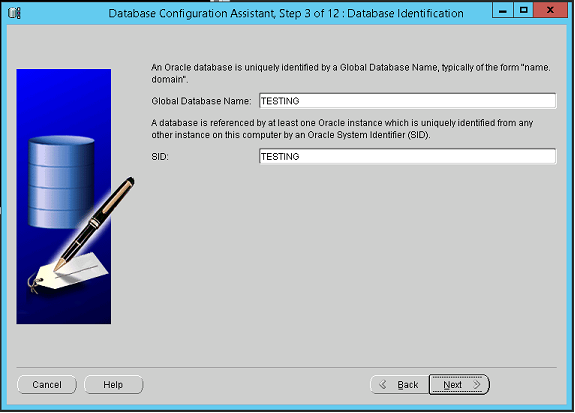 Database Configuration Assistant, Step 3 of 12 : Database Identification
An Oracle database is uniquely identified by a Global Database Name, typically of the form "name.
domain".
Global Database Name: TESTING
A database is referenced by at least one Oracle instance which is uniquely identified from any
other instance on this computer by an Oracle System Identifier (SID).
SID: TESTING
Cancel Help Back Next